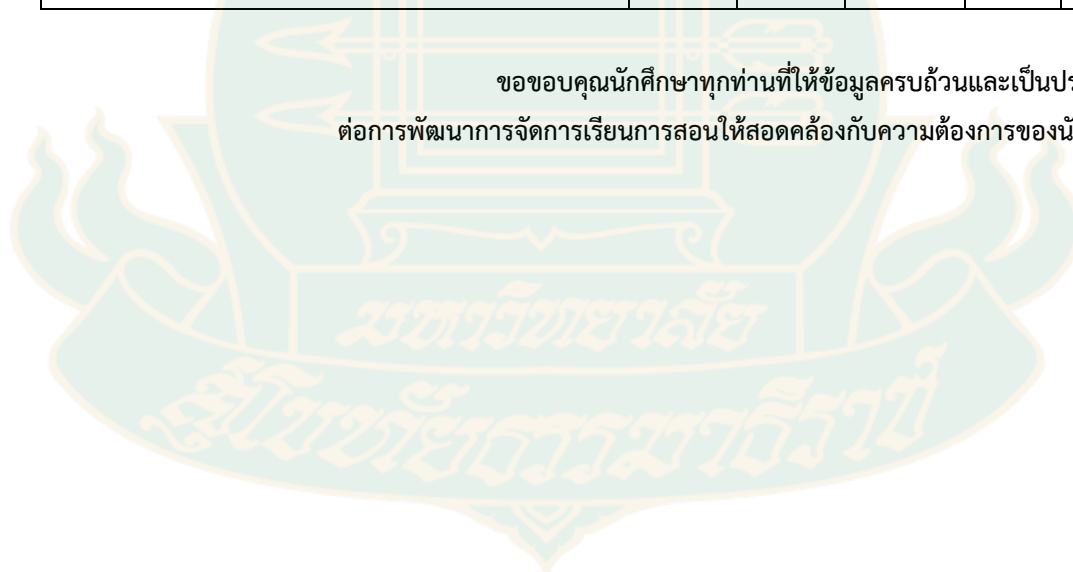 ขอขอบคุณนักศึกษาทุกท่านที่ให้ข้อมูลครบถ้วนและเป็นปร
ต่อการพัฒนาการจัดการเรียนการสอนให้สอดคล้องกับความต้องการของนั
มหาวิทยาลัย
สุโขทัยธรรมาธิราช